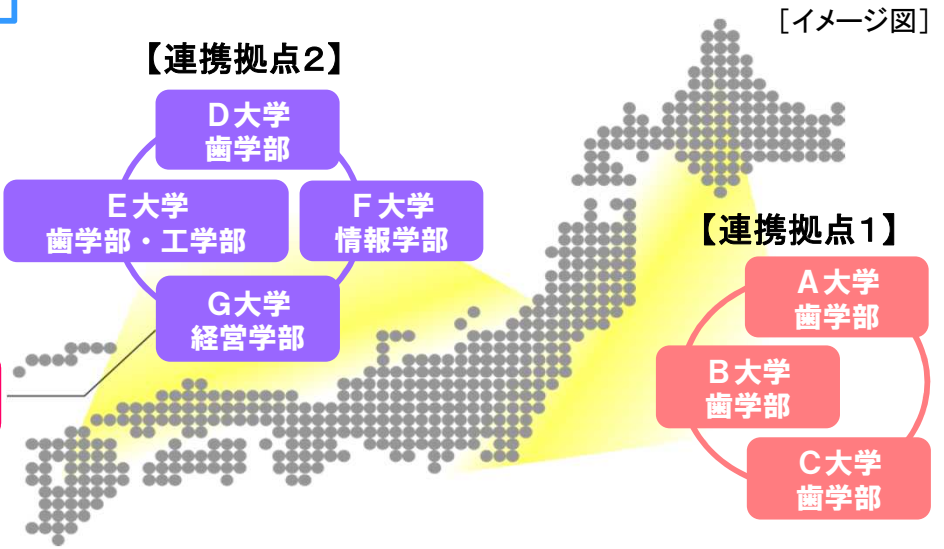 ［イメージ図］
【連携拠点２】
Ｄ大学
歯学部
Ｅ大学
歯学部・工学部
Ｆ大学
情報学部
Ｇ大学
経営学部
【連携拠点１】
Ａ大学
歯学部
Ｂ大学
歯学部
Ｃ大学
歯学部